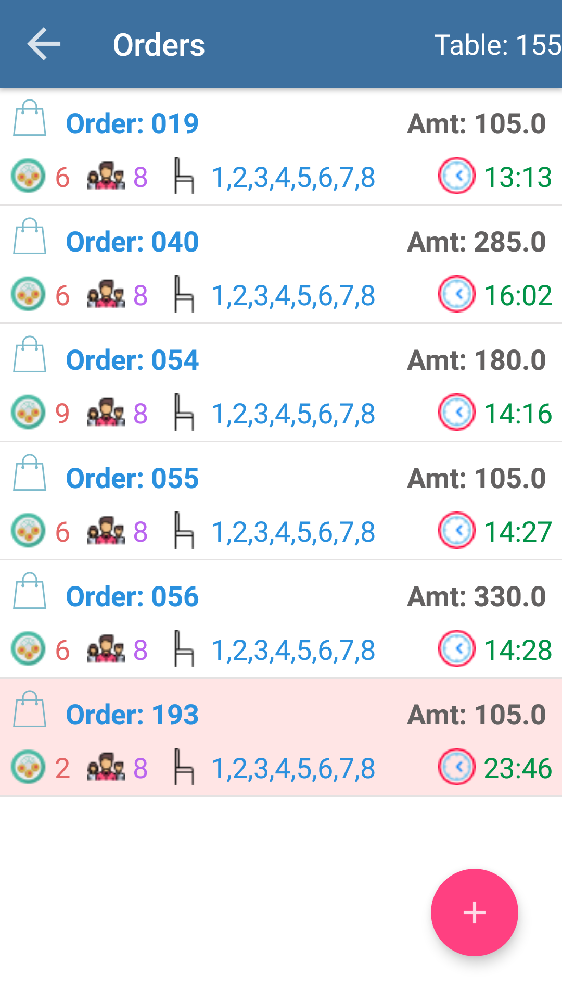 Orders Table: 155
Order: 019 Amt: 105.0
6 8 1,2,3,4,5,6,7,8 13:13
Order: 040 Amt: 285.0
6 8 1,2,3,4,5,6,7,8 16:02
Order: 054 Amt: 180.0
9 8 1,2,3,4,5,6,7,8 14:16
Order: 055 Amt: 105.0
6 8 1,2,3,4,5,6,7,8 14:27
Order: 056 Amt: 330.0
6 8 1,2,3,4,5,6,7,8 14:28
Order: 193 Amt: 105.0
2 8 1,2,3,4,5,6,7,8 23:46
+